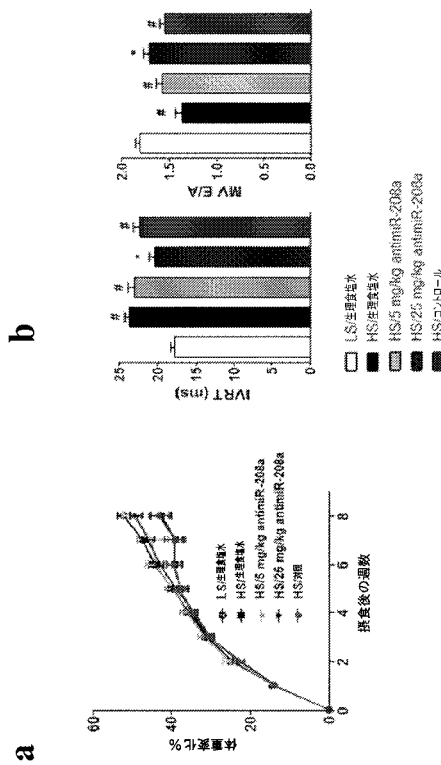 a
体重変化 %
60
40
20
0
0
2
4
6
8
摂食後の週数
LS/生理食塩水
HS/生理食塩水
HS/5 mg/kg antimiR-208a
HS/25 mg/kg antimiR-208a
HS/対照
b
IVRT (ms)
25
20
15
10
5
0
#
#
*
#
MV E/A
2.0
1.5
1.0
0.5
0.0
#
#
*
#
LS/生理食塩水
HS/生理食塩水
HS/5 mg/kg antimiR-208a
HS/25 mg/kg antimiR-208a
HS/コントロール